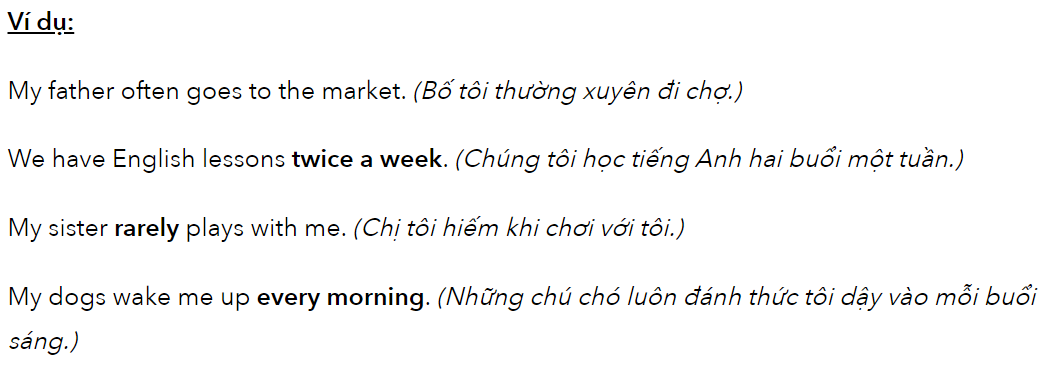 Ví dụ:
My father often goes to the market. (Bố tôi thường xuyên đi chợ.)
We have English lessons twice a week. (Chúng tôi học tiếng Anh hai buổi một tuần.)
My sister rarely plays with me. (Chị tôi hiếm khi chơi với tôi.)
My dogs wake me up every morning. (Những chú chó luôn đánh thức tôi dậy vào mỗi buổi
sáng.)